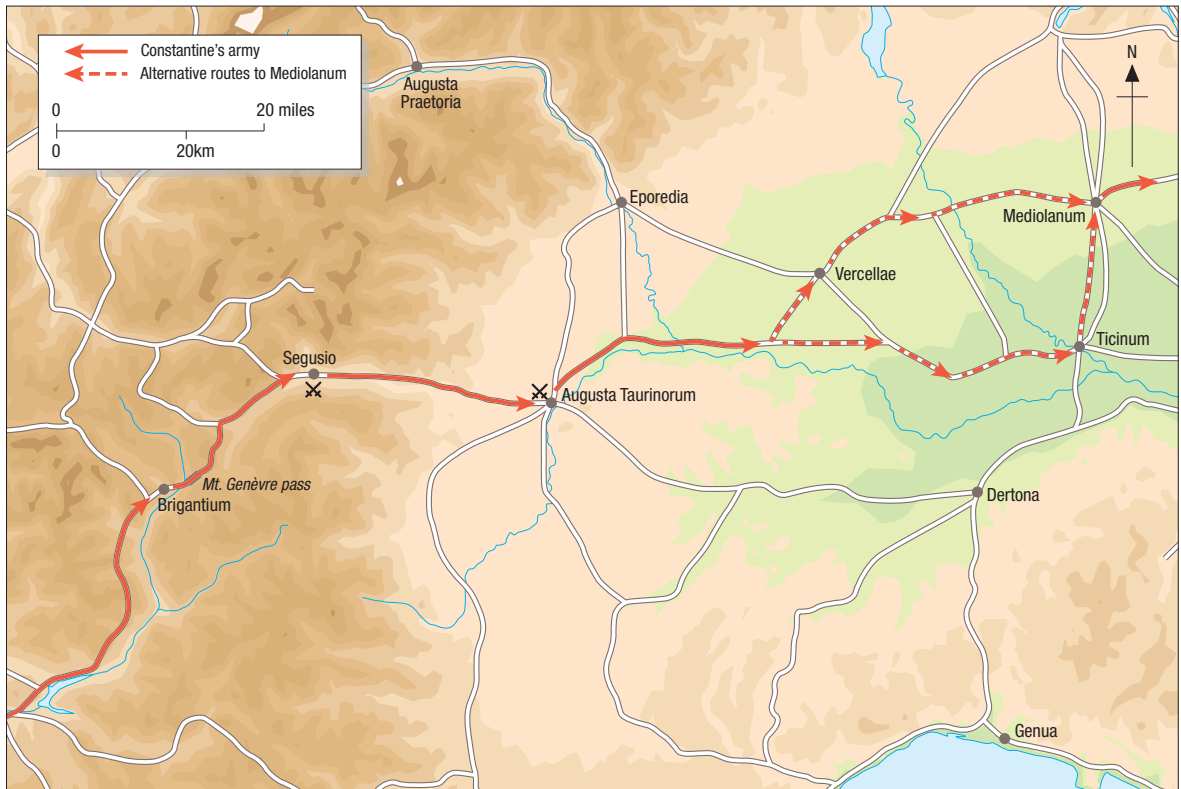 Constantine's army
Alternative routes to Mediolanum
0 20 miles
0 20km
N
Augusta
Praetoria
Eporedia
Mediolanum
Vercellae
Ticinum
Segusio
Augusta Taurinorum
Mt. Genèvre pass
Brigantium
Dertona
Genua